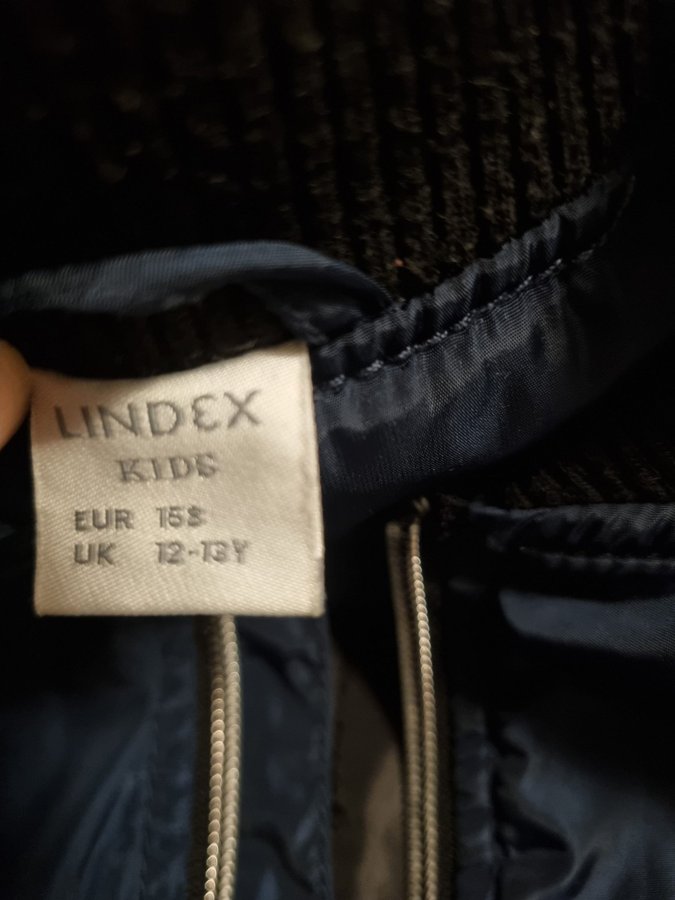 LINDEX
KIDS
EUR 158
UK 12-13Y